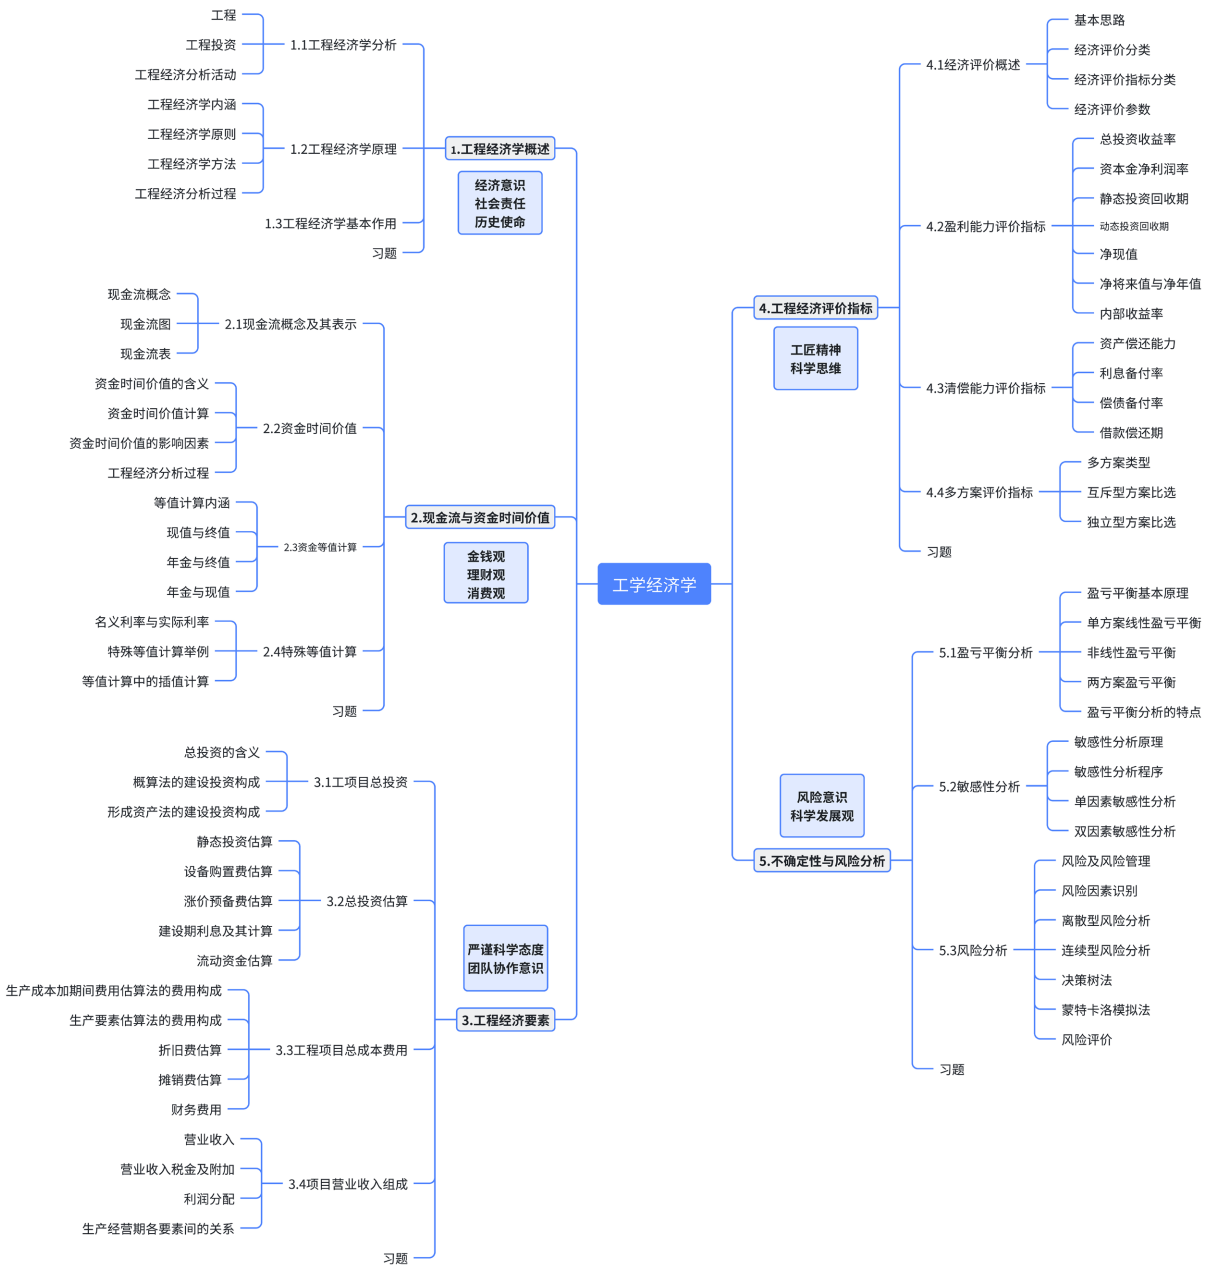 工学经济学
1.工程经济学概述
经济意识
社会责任
历史使命
1.1工程经济学分析
工程
工程投资
工程经济分析活动
1.2工程经济学原理
工程经济学内涵
工程经济学原则
工程经济学方法
工程经济分析过程
1.3工程经济学基本作用
习题
2.现金流与资金时间价值
金钱观
理财观
消费观
2.1现金流概念及其表示
现金流概念
现金流图
现金流表
2.2资金时间价值
资金时间价值的含义
资金时间价值计算
资金时间价值的影响因素
工程经济分析过程
2.3资金等值计算
等值计算内涵
现值与终值
年金与终值
年金与现值
2.4特殊等值计算
名义利率与实际利率
特殊等值计算举例
等值计算中的插值计算
习题
严谨科学态度
团队协作意识
3.工程经济要素
3.1工项目总投资
总投资的含义
概算法的建设投资构成
形成资产法的建设投资构成
3.2总投资估算
静态投资估算
设备购置费估算
涨价预备费估算
建设期利息及其计算
流动资金估算
3.3工程项目总成本费用
生产成本加期间费用估算法的费用构成
生产要素估算法的费用构成
折旧费估算
摊销费估算
财务费用
3.4项目营业收入组成
营业收入
营业收入税金及附加
利润分配
生产经营期各要素间的关系
习题
4.工程经济评价指标
工匠精神
科学思维
4.1经济评价概述
基本思路
经济评价分类
经济评价指标分类
经济评价参数
4.2盈利能力评价指标
总投资收益率
资本金净利润率
静态投资回收期
动态投资回收期
净现值
净将来值与净年值
内部收益率
4.3清偿能力评价指标
资产偿还能力
利息备付率
偿债备付率
借款偿还期
4.4多方案评价指标
多方案类型
互斥型方案比选
独立型方案比选
习题
风险意识
科学发展观
5.不确定性与风险分析
5.1盈亏平衡分析
盈亏平衡基本原理
单方案线性盈亏平衡
非线性盈亏平衡
两方案盈亏平衡
盈亏平衡分析的特点
5.2敏感性分析
敏感性分析原理
敏感性分析程序
单因素敏感性分析
双因素敏感性分析
5.3风险分析
风险及风险管理
风险因素识别
离散型风险分析
连续型风险分析
决策树法
蒙特卡洛模拟法
风险评价
习题